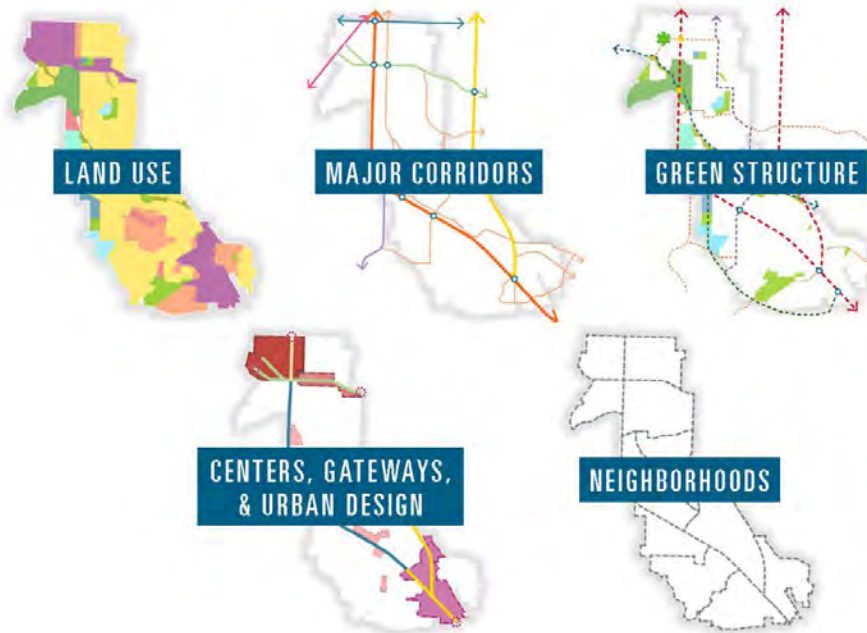 LAND USE
MAJOR CORRIDORS
GREEN STRUCTURE
CENTERS, GATEWAYS,
& URBAN DESIGN
NEIGHBORHOODS